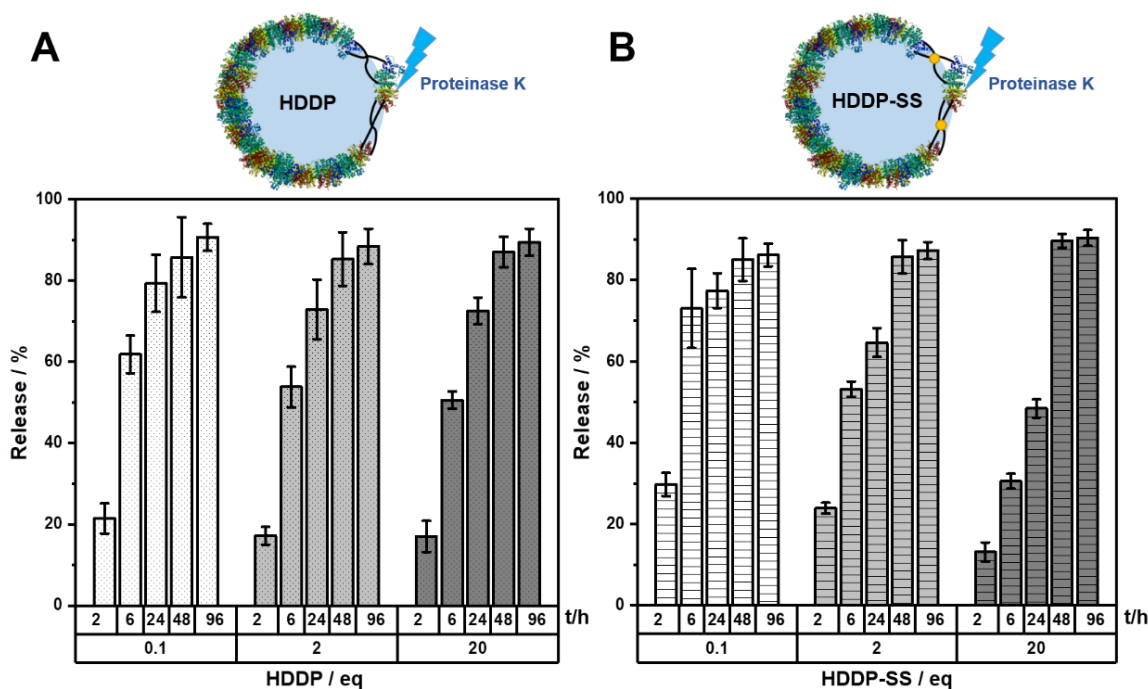 A
HDDP
Proteinase K
Release / %
100
80
60
40
20
0
2 6 24 48 96 2 6 24 48 96 2 6 24 48 96 t/h
0.1 2 20
HDDP / eq
B
HDDP-SS
Proteinase K
Release / %
100
80
60
40
20
0
2 6 24 48 96 2 6 24 48 96 2 6 24 48 96 t/h
0.1 2 20
HDDP-SS / eq